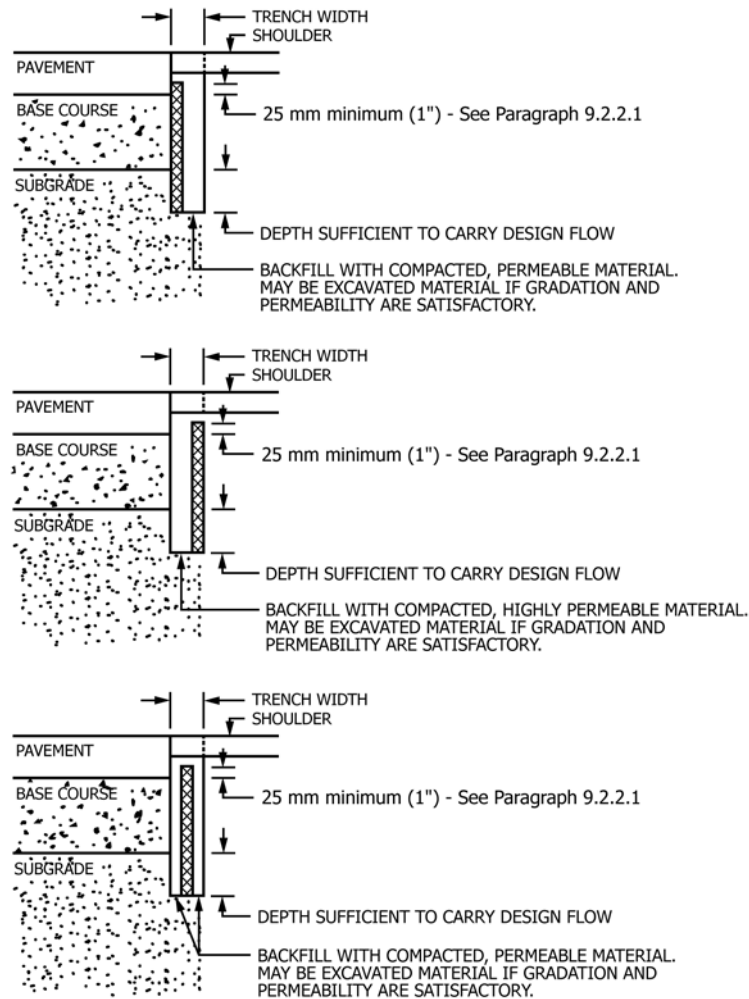 TRENCH WIDTH
SHOULDER
PAVEMENT
BASE COURSE
25 mm minimum (1") - See Paragraph 9.2.2.1
SUBGRADE
DEPTH SUFFICIENT TO CARRY DESIGN FLOW
BACKFILL WITH COMPACTED, PERMEABLE MATERIAL.
MAY BE EXCAVATED MATERIAL IF GRADATION AND
PERMEABILITY ARE SATISFACTORY.
TRENCH WIDTH
SHOULDER
PAVEMENT
BASE COURSE
25 mm minimum (1") - See Paragraph 9.2.2.1
SUBGRADE
DEPTH SUFFICIENT TO CARRY DESIGN FLOW
BACKFILL WITH COMPACTED, HIGHLY PERMEABLE MATERIAL.
MAY BE EXCAVATED MATERIAL IF GRADATION AND
PERMEABILITY ARE SATISFACTORY.
TRENCH WIDTH
SHOULDER
PAVEMENT
BASE COURSE
25 mm minimum (1") - See Paragraph 9.2.2.1
SUBGRADE
DEPTH SUFFICIENT TO CARRY DESIGN FLOW
BACKFILL WITH COMPACTED, PERMEABLE MATERIAL.
MAY BE EXCAVATED MATERIAL IF GRADATION AND
PERMEABILITY ARE SATISFACTORY.